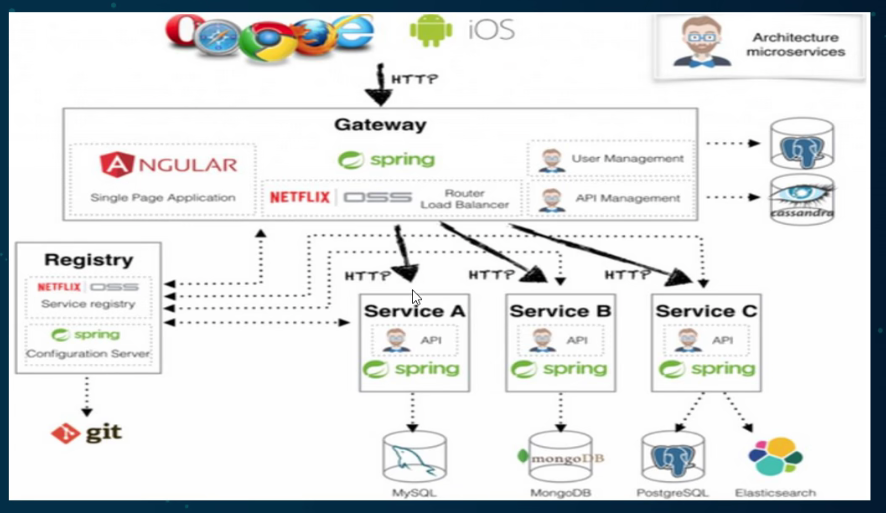 iOS
Architecture
microservices
HTTP
Gateway
ANGULAR
Single Page Application
spring
NETFLIX OSS
Router
Load Balancer
User Management
API Management
cassandra
Registry
NETFLIX OSS
Service registry
spring
Configuration Server
git
HTTP
HTTP
HTTP
Service A
API
spring
Service B
API
spring
Service C
API
spring
MySQL
mongoDB
MongoDB
PostgreSQL
Elasticsearch